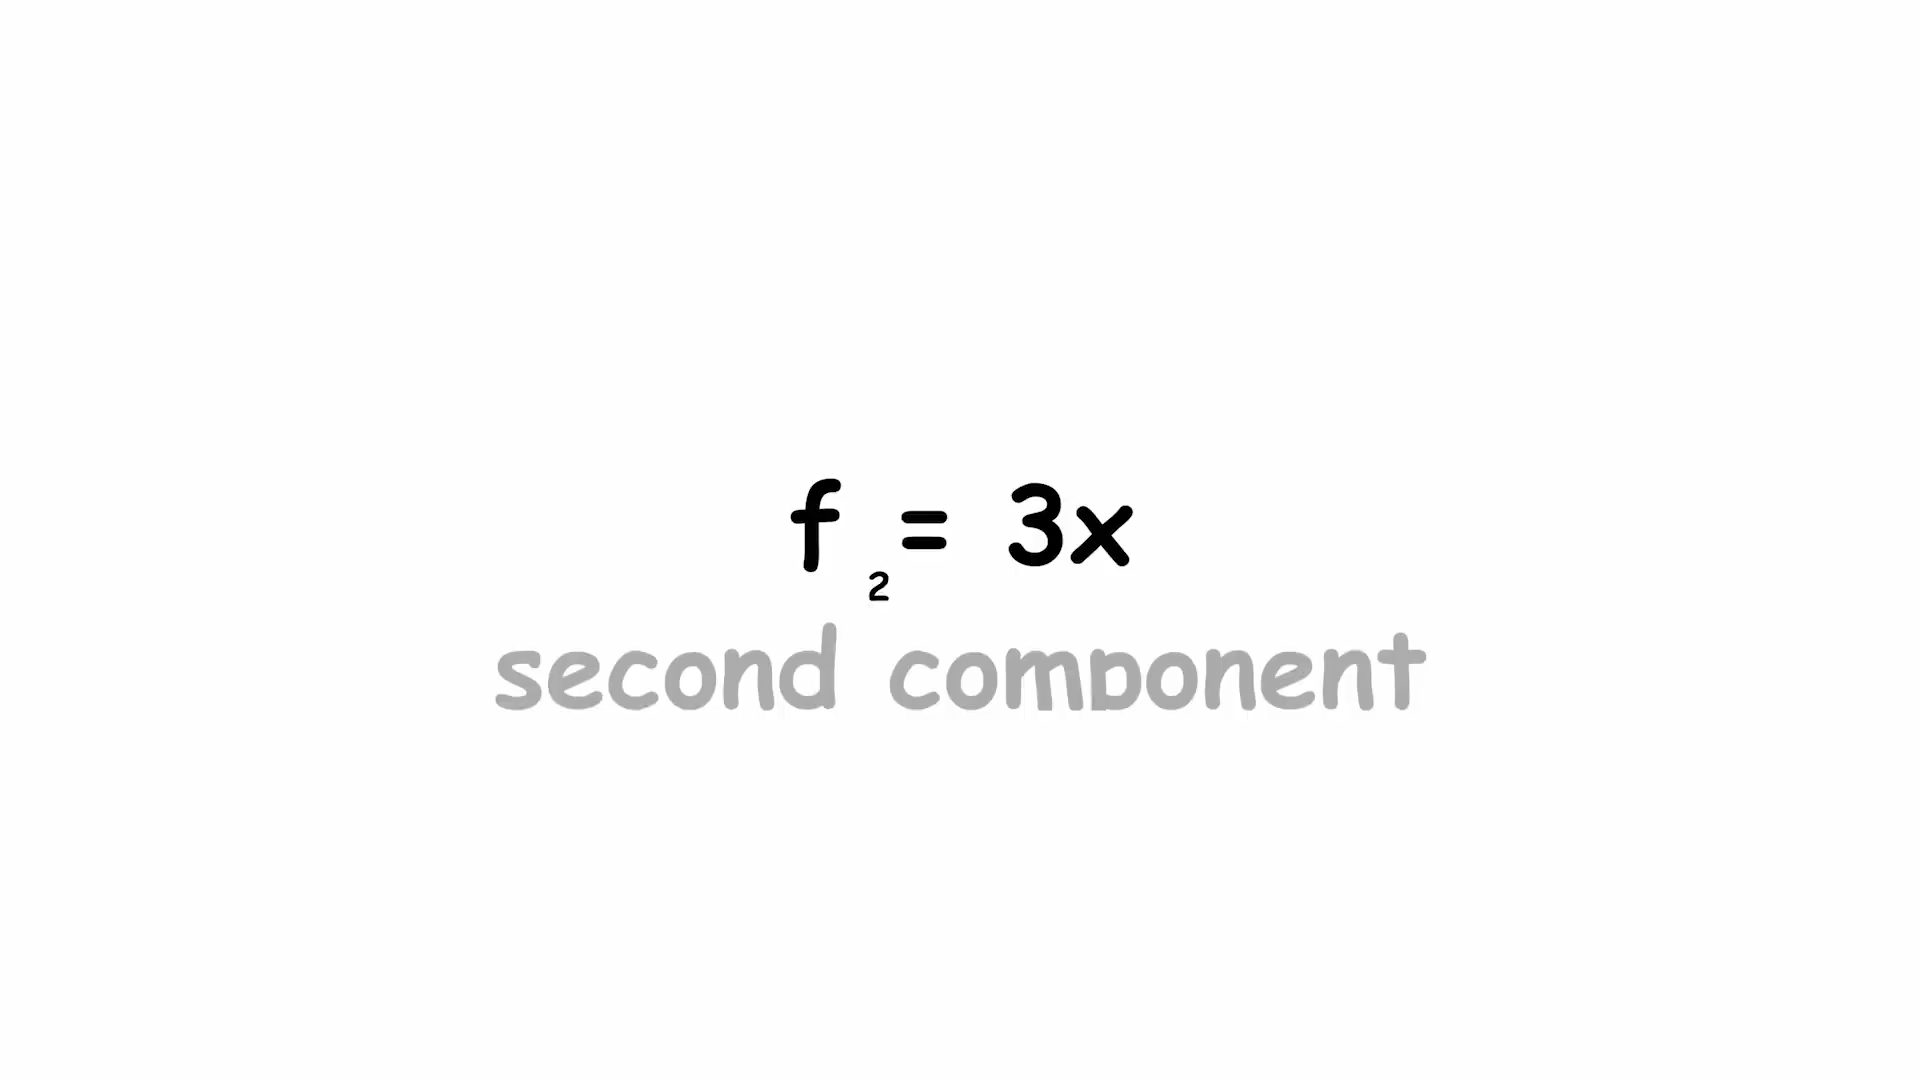 f₂ = 3x
second component